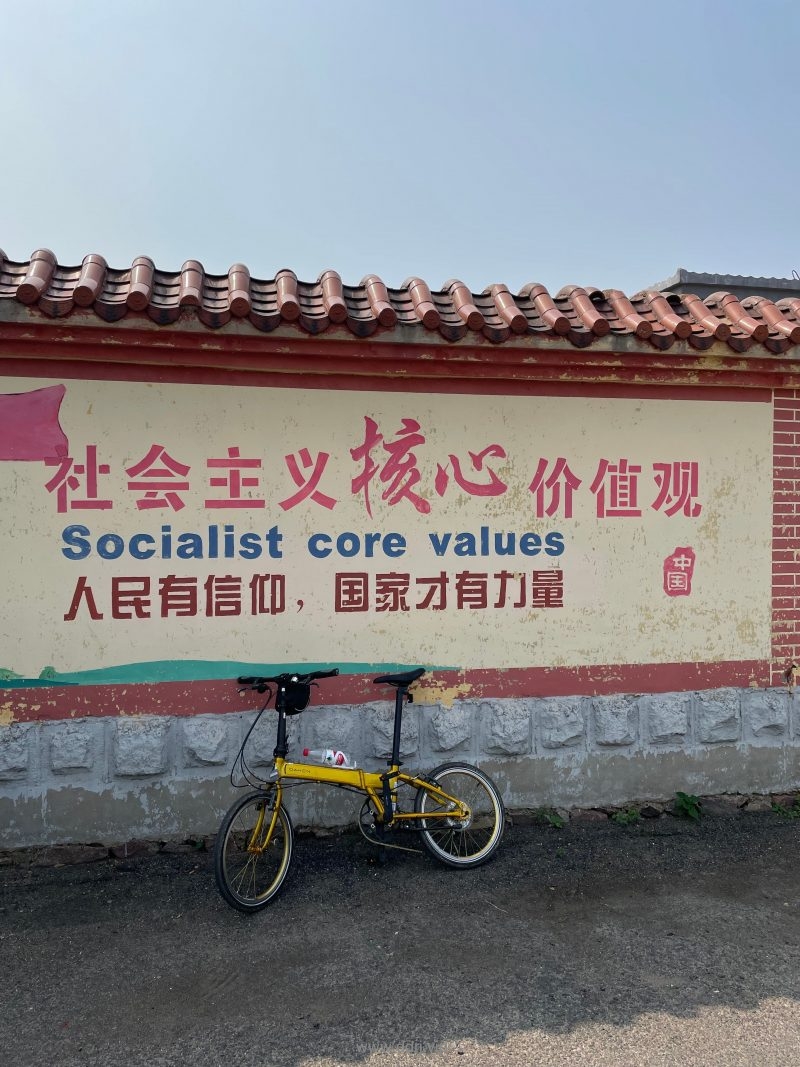 社会主义核心价值观
Socialist core values
人民有信仰，国家才有力量
中国
DAHON